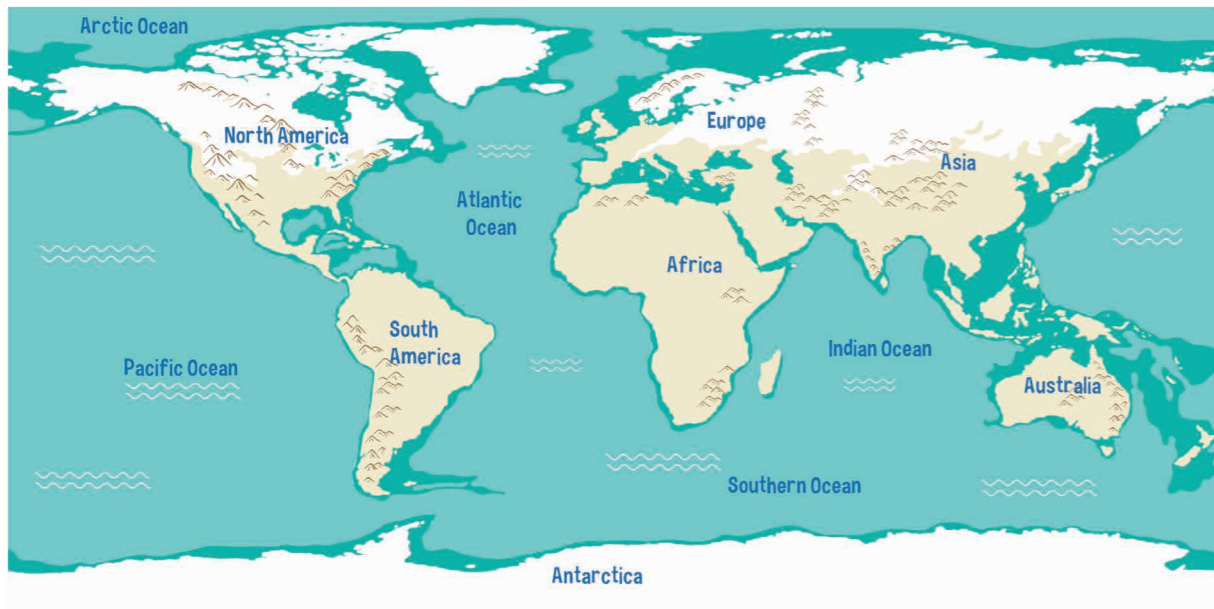 Arctic Ocean
North America
Europe
Asia
Atlantic
Ocean
Africa
South
America
Indian Ocean
Pacific Ocean
Australia
Southern Ocean
Antarctica